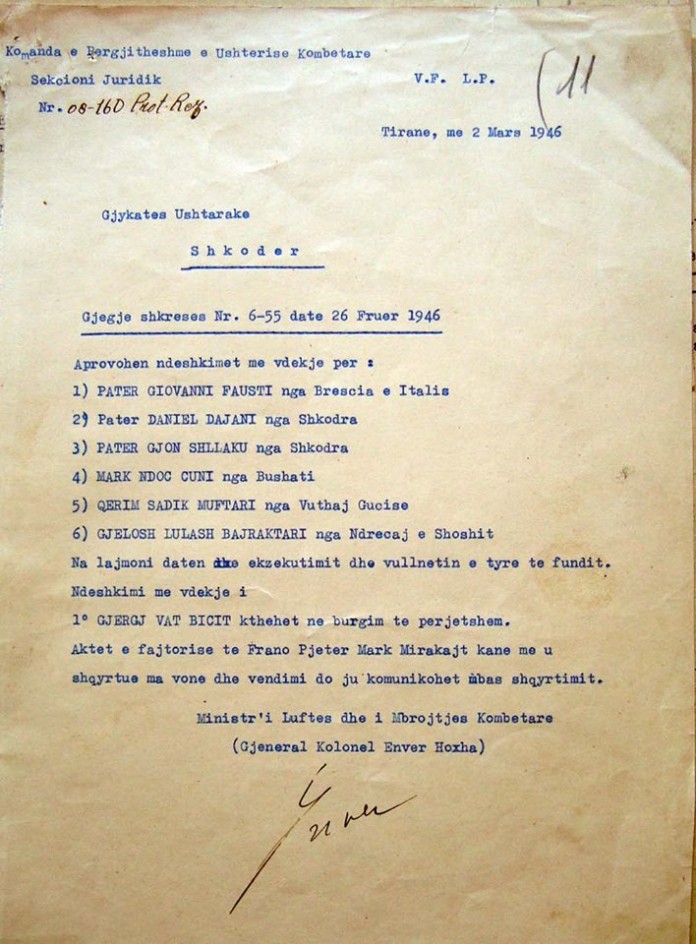 Komanda e Pergjitheshme e Ushterise Kombetare
Sekcioni Juridik V.F. L.P. 11
Nr. 08-160 Prot. Rez.
Tirane, me 2 Mars 1946
Gjykates Ushtarake
Shkoder
Gjegje shkreses Nr. 6-55 date 26 Fruer 1946
Aprovohen ndeshkimet me vdekje per :
1) PATER GIOVANNI FAUSTI nga Brescia e Italis
2) Pater DANIEL DAJANI nga Shkodra
3) PATER GJON SHLLAKU nga Shkodra
4) MARK NDOC CUNI nga Bushati
5) QERIM SADIK MUFTARI nga Vuthaj Gucise
6) GJELOSH LULASH BAJRAKTARI nga Ndrecaj e Shoshit
Na lajmoni daten dhe ekzekutimit dhe vullnetin e tyre te fundit.
Ndeshkimi me vdekje i
1° GJERGJ VAT BICIT kthehet ne burgim te perjetshem.
Aktet e fajtorise te Frano Pjeter Mark Mirakajt kane me u
shqyrtue ma vone dhe vendimi do ju komunikohet mbas shqyrtimit.
Ministr'i Luftes dhe i Mbrojtjes Kombetare
(Gjeneral Kolonel Enver Hoxha)
Enver